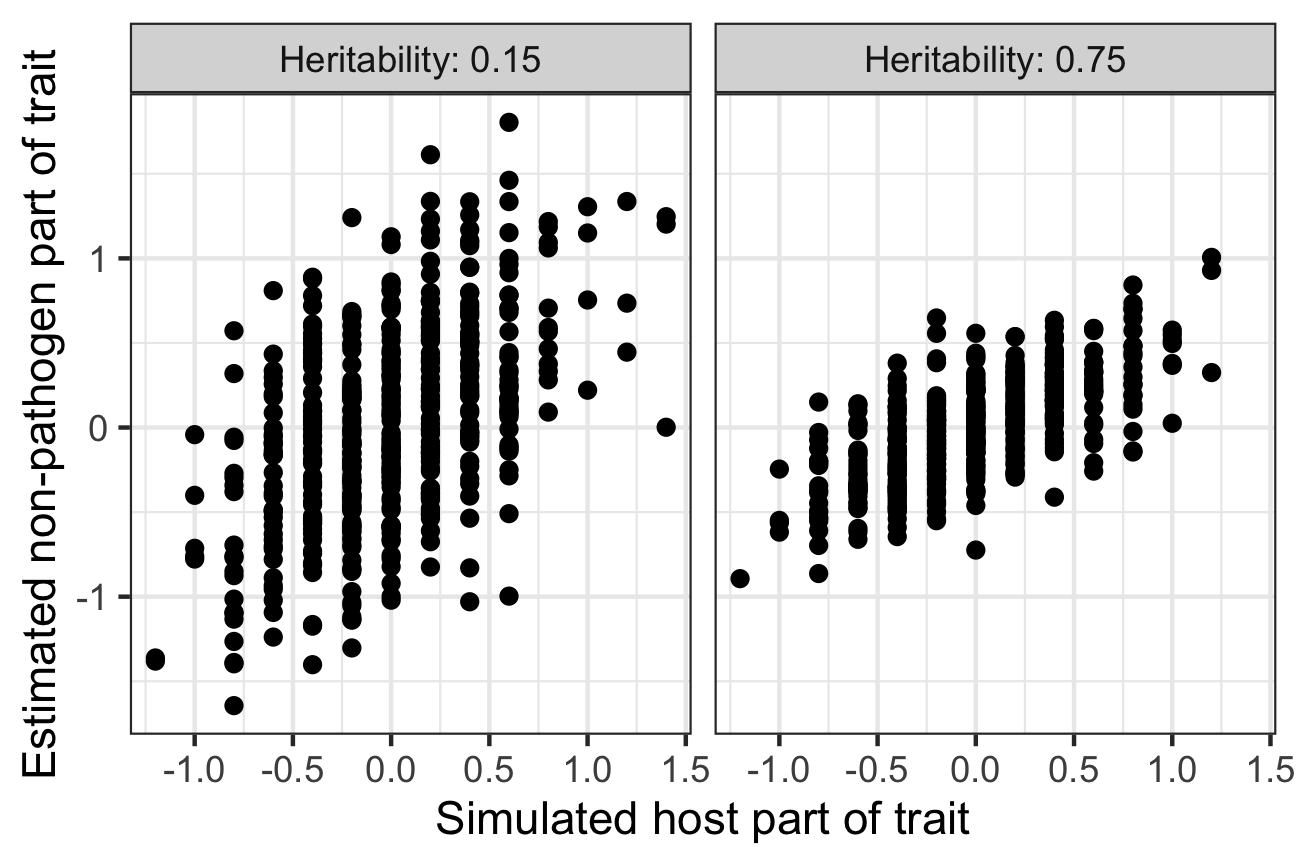 Heritability: 0.15
Heritability: 0.75
Estimated non-pathogen part of trait
1
0
-1
-1.0 -0.5 0.0 0.5 1.0 1.5
-1.0 -0.5 0.0 0.5 1.0 1.5
Simulated host part of trait